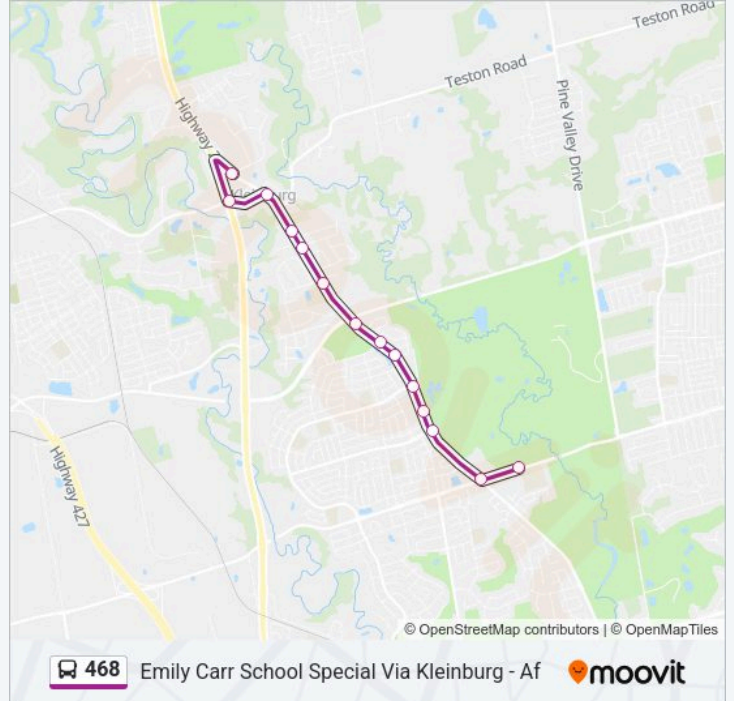 Teston Road
Teston Road
Pine Valley Drive
Highway
Highway 427
© OpenStreetMap contributors | © OpenMapTiles
468 Emily Carr School Special Via Kleinburg - Af moovit